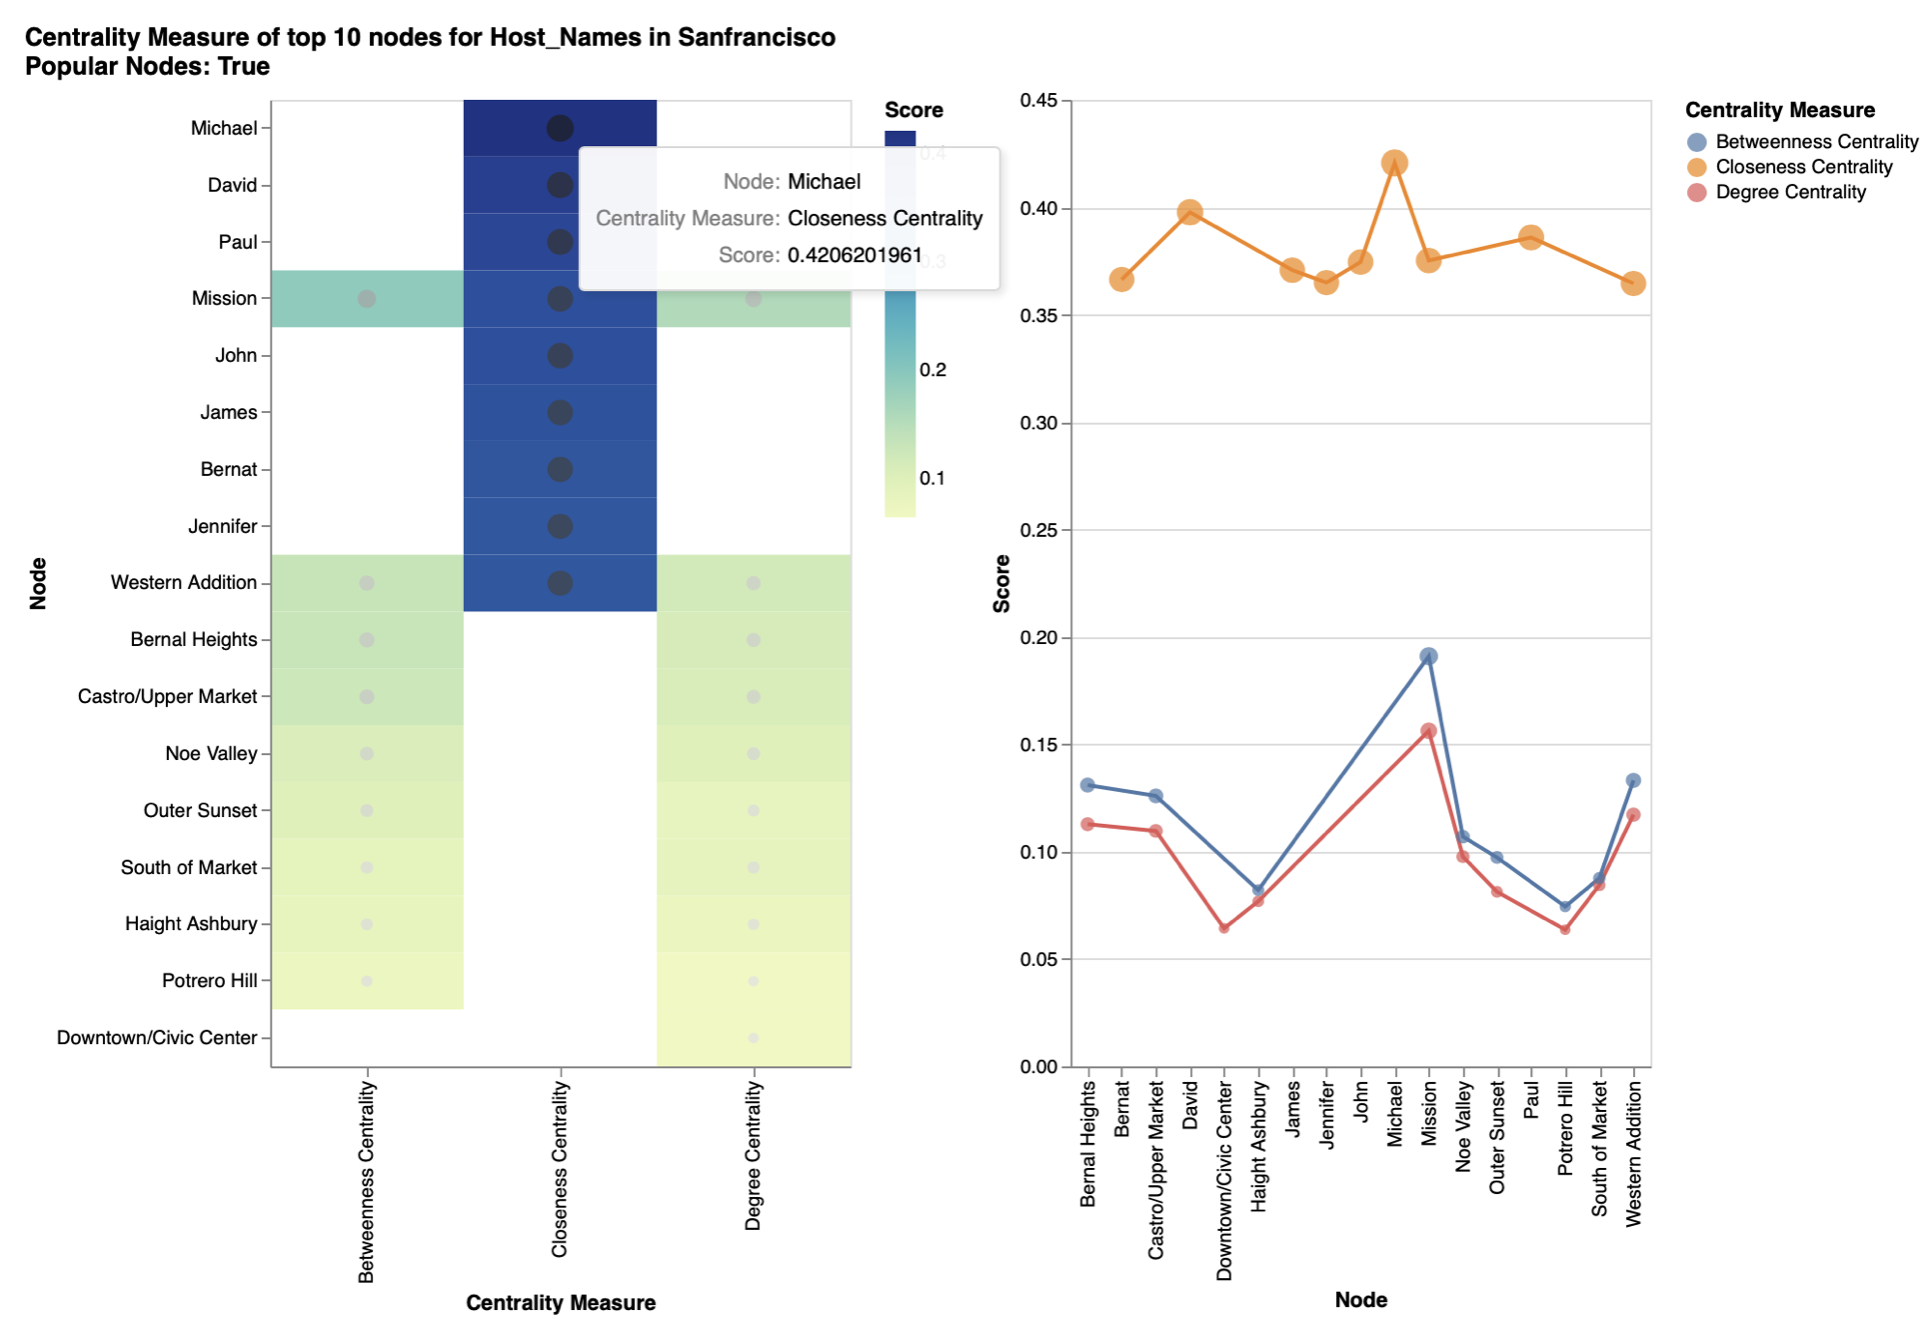 Centrality Measure of top 10 nodes for Host_Names in Sanfrancisco
Popular Nodes: True
Node
Michael
David
Paul
Mission
John
James
Bernat
Jennifer
Western Addition
Bernal Heights
Castro/Upper Market
Noe Valley
Outer Sunset
South of Market
Haight Ashbury
Potrero Hill
Downtown/Civic Center
Betweenness Centrality
Closeness Centrality
Degree Centrality
Centrality Measure
Score
0.4
0.3
0.2
0.1
Node: Michael
Centrality Measure: Closeness Centrality
Score: 0.4206201961
Score
0.45
0.40
0.35
0.30
0.25
0.20
0.15
0.10
0.05
0.00
Bernal Heights
Bernat
Castro/Upper Market
David
Downtown/Civic Center
Haight Ashbury
James
Jennifer
John
Michael
Mission
Noe Valley
Outer Sunset
Paul
Potrero Hill
South of Market
Western Addition
Node
Centrality Measure
Betweenness Centrality
Closeness Centrality
Degree Centrality